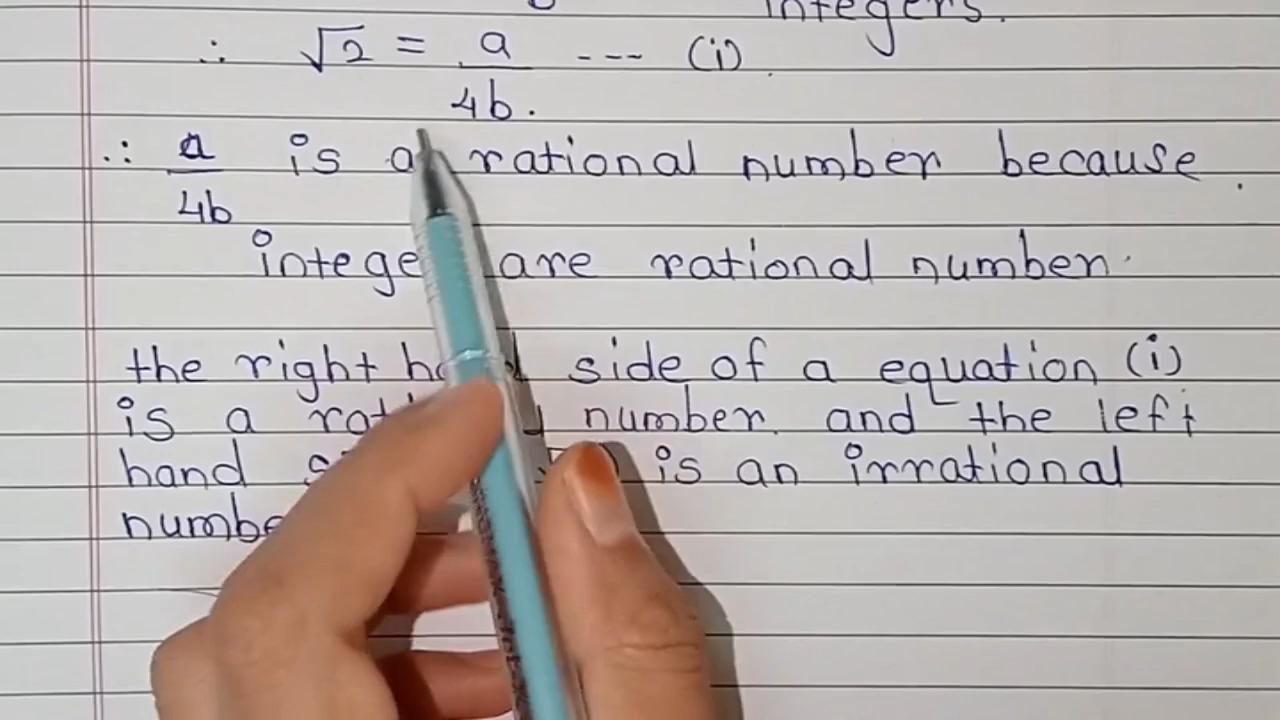 integers.
∴ √2 = a/4b. --- (i)
∴ a/4b is a rational number because
are rational number.
the right side of a equation (i)
is a number and the left
hand is an irrational